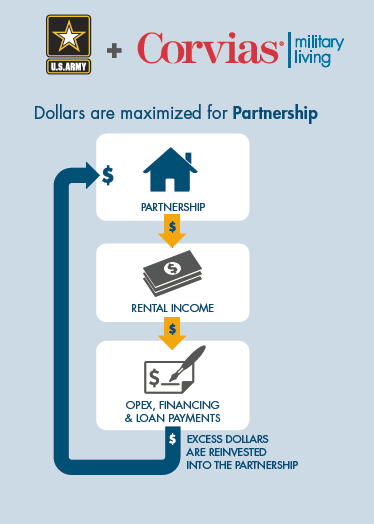 U.S.ARMY
+
Corvias® military
living
Dollars are maximized for Partnership
$
PARTNERSHIP
$
$
RENTAL INCOME
$
$
OPEX, FINANCING
& LOAN PAYMENTS
$ EXCESS DOLLARS
ARE REINVESTED
INTO THE PARTNERSHIP